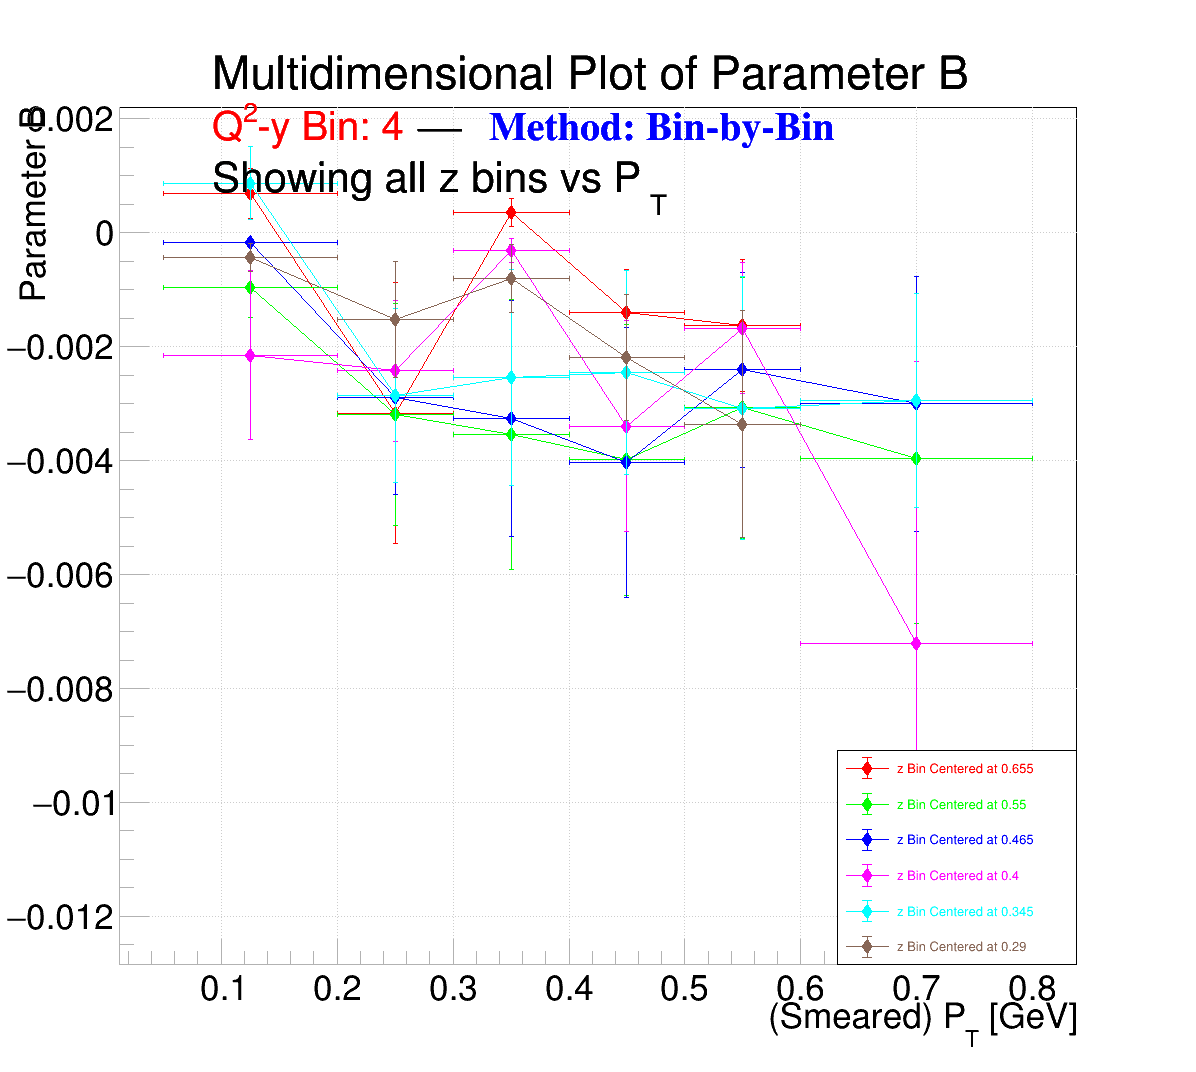 Multidimensional Plot of Parameter B
Q²-y Bin: 4 — Method: Bin-by-Bin
Showing all z bins vs P_T
Parameter B
0.002
0
−0.002
−0.004
−0.006
−0.008
−0.01
−0.012
z Bin Centered at 0.655
z Bin Centered at 0.55
z Bin Centered at 0.465
z Bin Centered at 0.4
z Bin Centered at 0.345
z Bin Centered at 0.29
0.1 0.2 0.3 0.4 0.5 0.6 0.7 0.8
(Smeared) P_T [GeV]